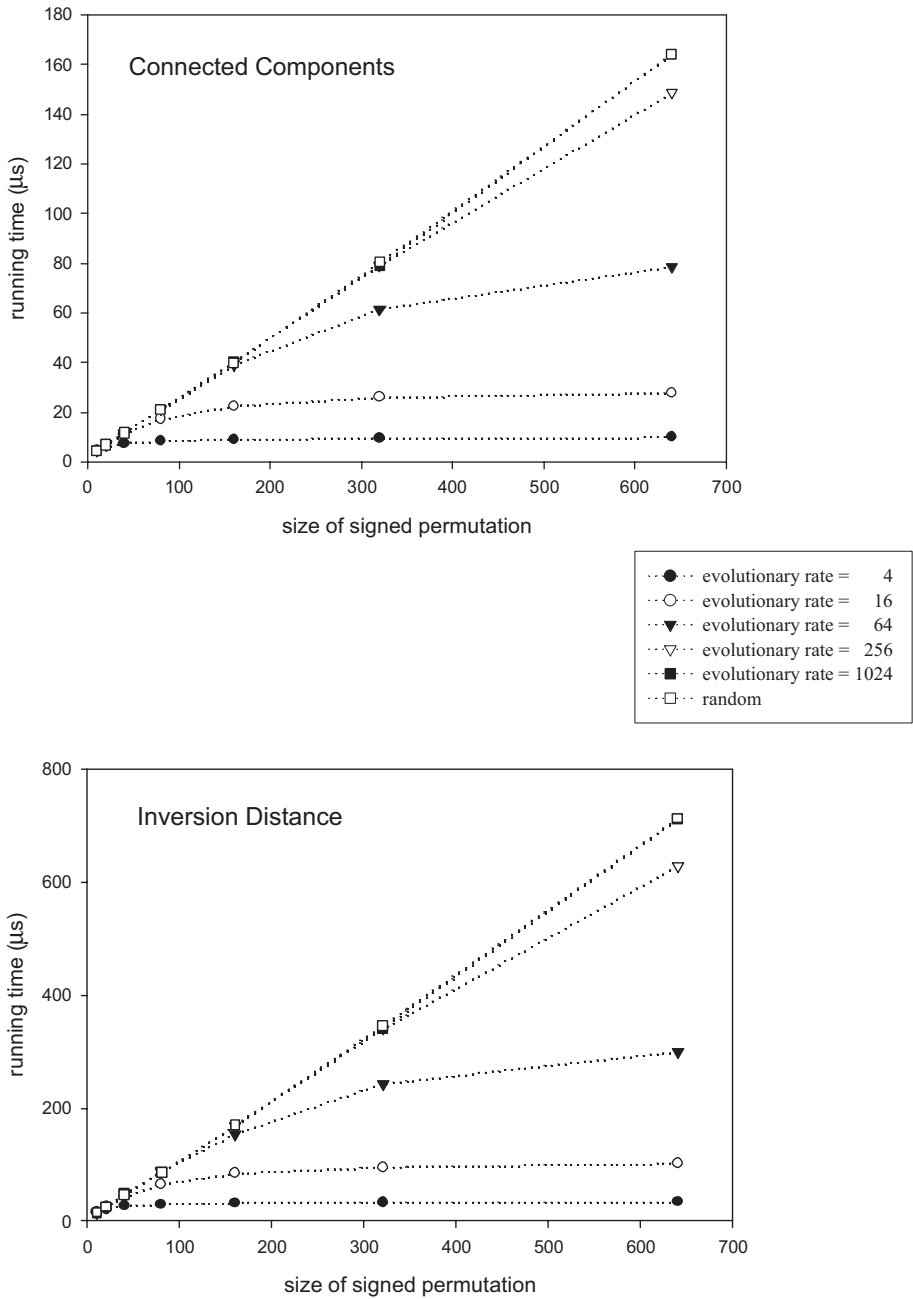 180
160
140
120
100
80
60
40
20
0
running time (μs)
Connected Components
0 100 200 300 400 500 600 700
size of signed permutation
evolutionary rate = 4
evolutionary rate = 16
evolutionary rate = 64
evolutionary rate = 256
evolutionary rate = 1024
random
800
600
400
200
0
running time (μs)
Inversion Distance
0 100 200 300 400 500 600 700
size of signed permutation